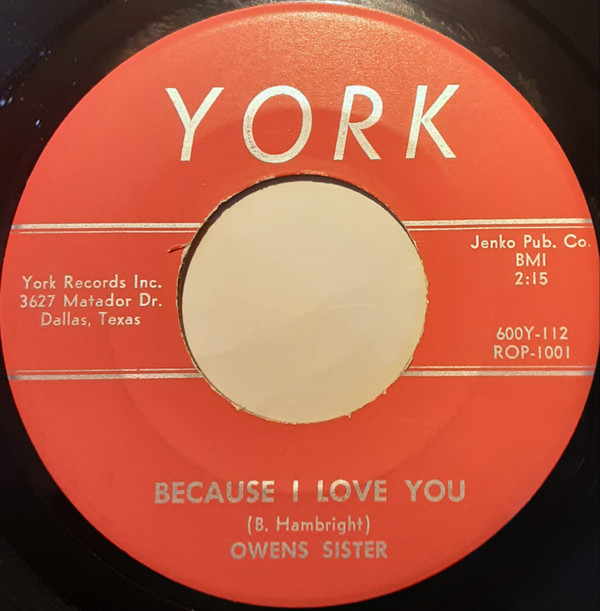 YORK
York Records Inc.
3627 Matador Dr.
Dallas, Texas
Jenko Pub. Co.
BMI
2:15
600Y-112
ROP-1001
BECAUSE I LOVE YOU
(B. Hambright)
OWENS SISTER